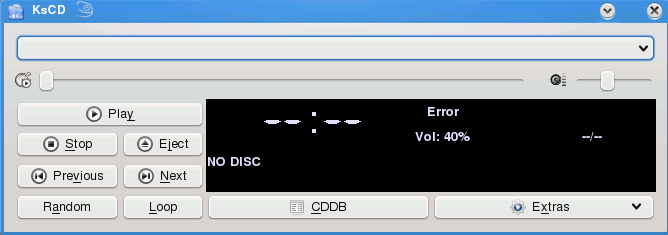 KsCD
Play
Stop
Eject
Previous
Next
Random
Loop
--:--
Error
Vol: 40%
--/--
NO DISC
CDDB
Extras